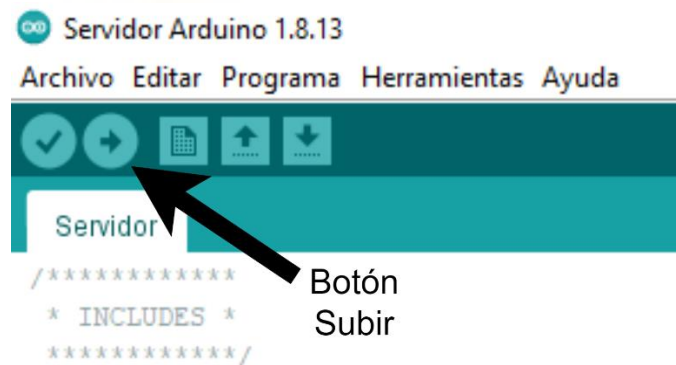 Servidor Arduino 1.8.13
Archivo Editar Programa Herramientas Ayuda
Servidor
/************
* INCLUDES *
************/
Botón
Subir